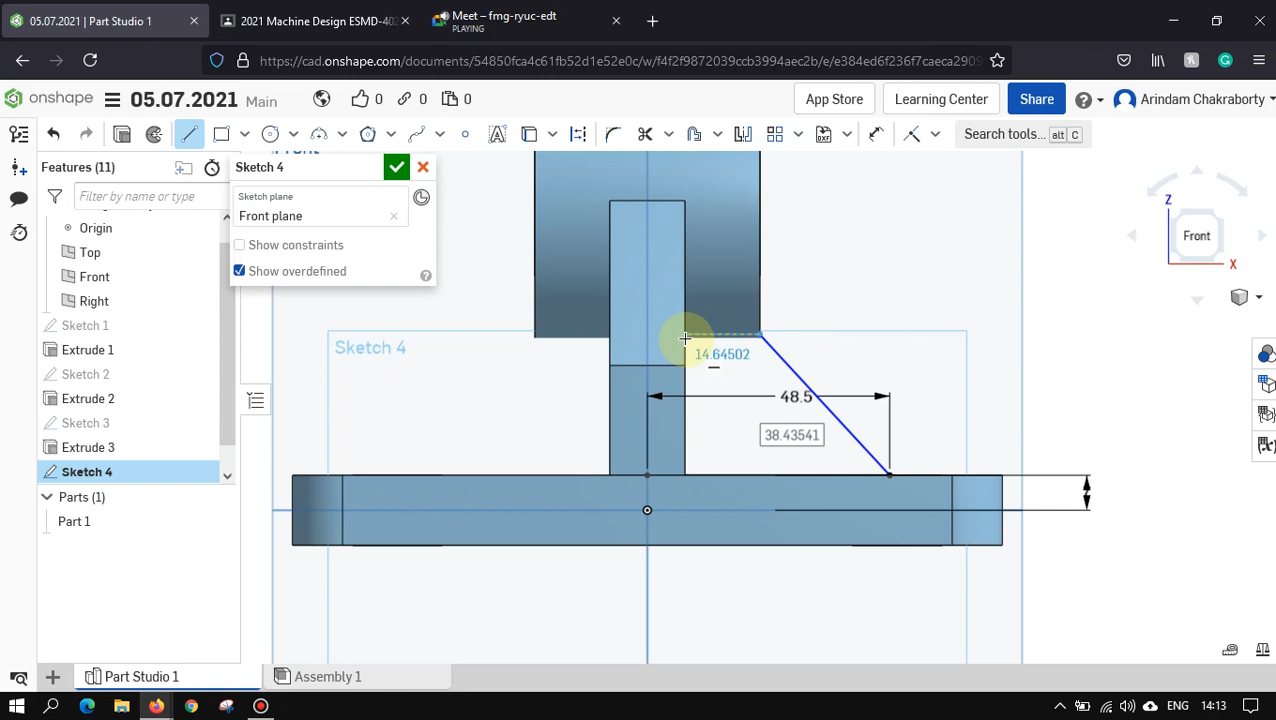 05.07.2021 | Part Studio 1
2021 Machine Design ESMD-402
Meet – fmg-ryuc-edt
PLAYING
https://cad.onshape.com/documents/54850fca4c61fb52d1e52e0c/w/f4f2f9872039ccb3994abc2b/e/e384ed6f236f7caeca2909
onshape
05.07.2021 Main
0
0
0
App Store
Learning Center
Share
Arindam Chakraborty
Search tools...
alt C
Features (11)
Filter by name or type
Origin
Top
Front
Right
Sketch 1
Extrude 1
Sketch 2
Extrude 2
Sketch 3
Extrude 3
Sketch 4
Parts (1)
Part 1
Sketch 4
Sketch plane
Front plane
Show constraints
Show overdefined
Front
Sketch 4
14.64502
48.5
38.43541
7
Z
Front
X
Part Studio 1
Assembly 1
ENG
14:13